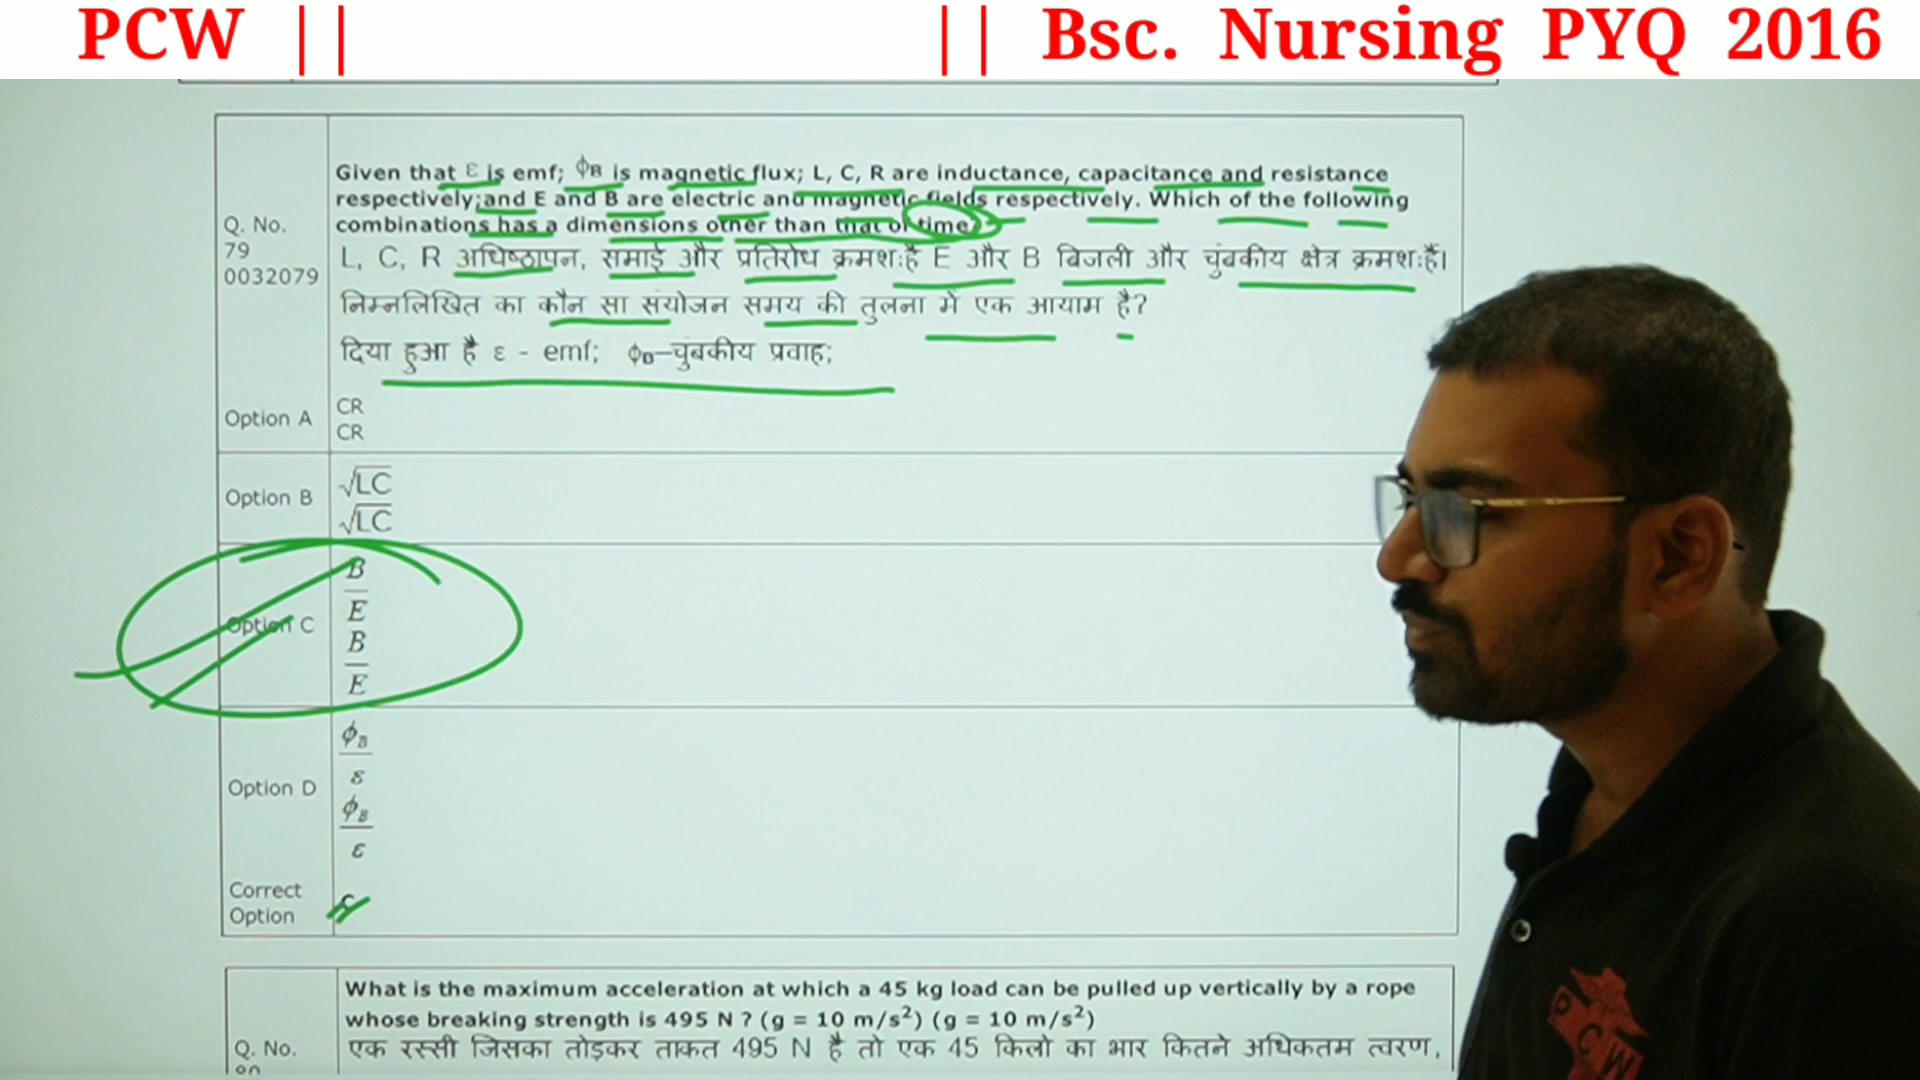 PCW || || Bsc. Nursing PYQ 2016
Given that ε is emf; ϕB is magnetic flux; L, C, R are inductance, capacitance and resistance
respectively;and E and B are electric and magnetic fields respectively. Which of the following
combinations has a dimensions other than that of time?
Q. No.
79
0032079
L, C, R अधिष्ठापन, समाई और प्रतिरोध क्रमशःहै E और B बिजली और चुंबकीय क्षेत्र क्रमशःहैं।
निम्नलिखित का कौन सा संयोजन समय की तुलना में एक आयाम है?
दिया हुआ है ε - emf; ϕB–चुंबकीय प्रवाह;
Option A
CR
CR
Option B
√LC
√LC
Option C
B
E
B
E
Option D
ϕB
ε
ϕB
ε
Correct
Option
C
What is the maximum acceleration at which a 45 kg load can be pulled up vertically by a rope
whose breaking strength is 495 N ? (g = 10 m/s²) (g = 10 m/s²)
Q. No.
80
एक रस्सी जिसका तोड़कर ताकत 495 N है तो एक 45 किलो का भार कितने अधिकतम त्वरण,
PCW